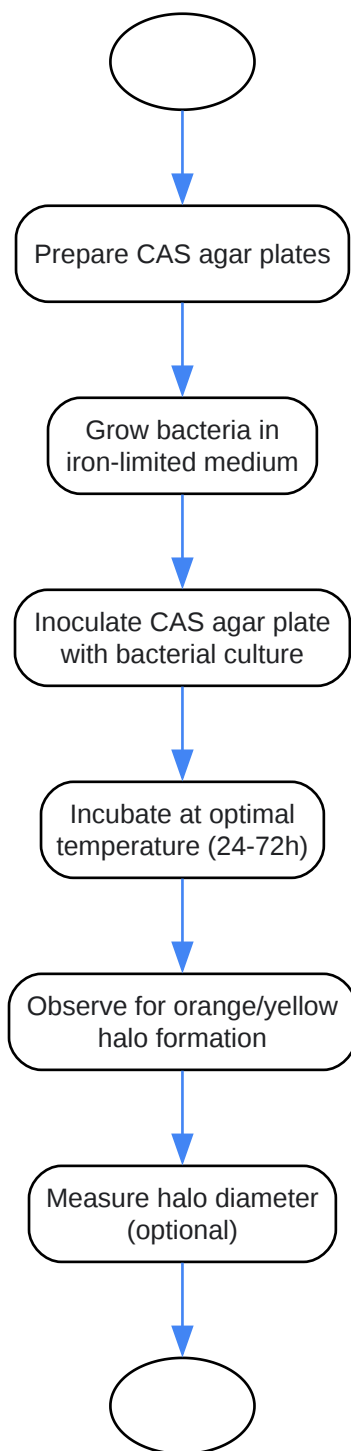 Prepare CAS agar plates
Grow bacteria in
iron-limited medium
Inoculate CAS agar plate
with bacterial culture
Incubate at optimal
temperature (24-72h)
Observe for orange/yellow
halo formation
Measure halo diameter
(optional)